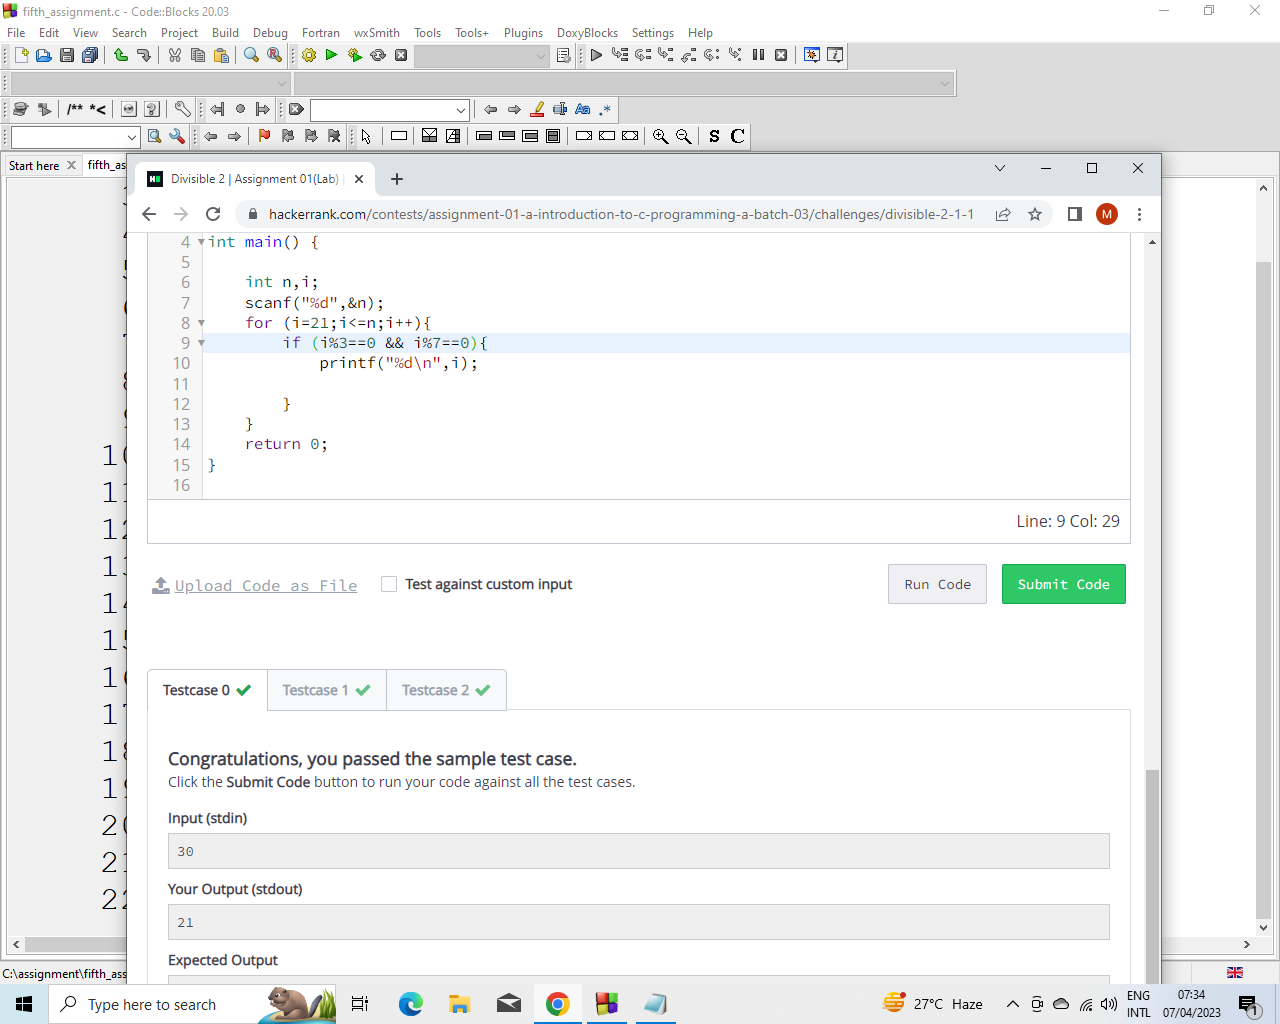 fifth_assignment.c - Code::Blocks 20.03
File Edit View Search Project Build Debug Fortran wxSmith Tools Tools+ Plugins DoxyBlocks Settings Help
/** *<
Aa .*
S C
Start here
fifth_as
Divisible 2 | Assignment 01(Lab)
hackerrank.com/contests/assignment-01-a-introduction-to-c-programming-a-batch-03/challenges/divisible-2-1-1
M
4 int main() {
5
6 int n,i;
7 scanf("%d",&n);
8 for (i=21;i<=n;i++){
9 if (i%3==0 && i%7==0){
10 printf("%d\n",i);
11
12 }
13 }
14 return 0;
15 }
16
Line: 9 Col: 29
Upload Code as File
Test against custom input
Run Code
Submit Code
Testcase 0
Testcase 1
Testcase 2
Congratulations, you passed the sample test case.
Click the Submit Code button to run your code against all the test cases.
Input (stdin)
30
Your Output (stdout)
21
Expected Output
10
11
12
13
14
15
16
17
18
19
20
21
22
C:\assignment\fifth_ass
Type here to search
27°C Haze
ENG
INTL
07:34
07/04/2023
1